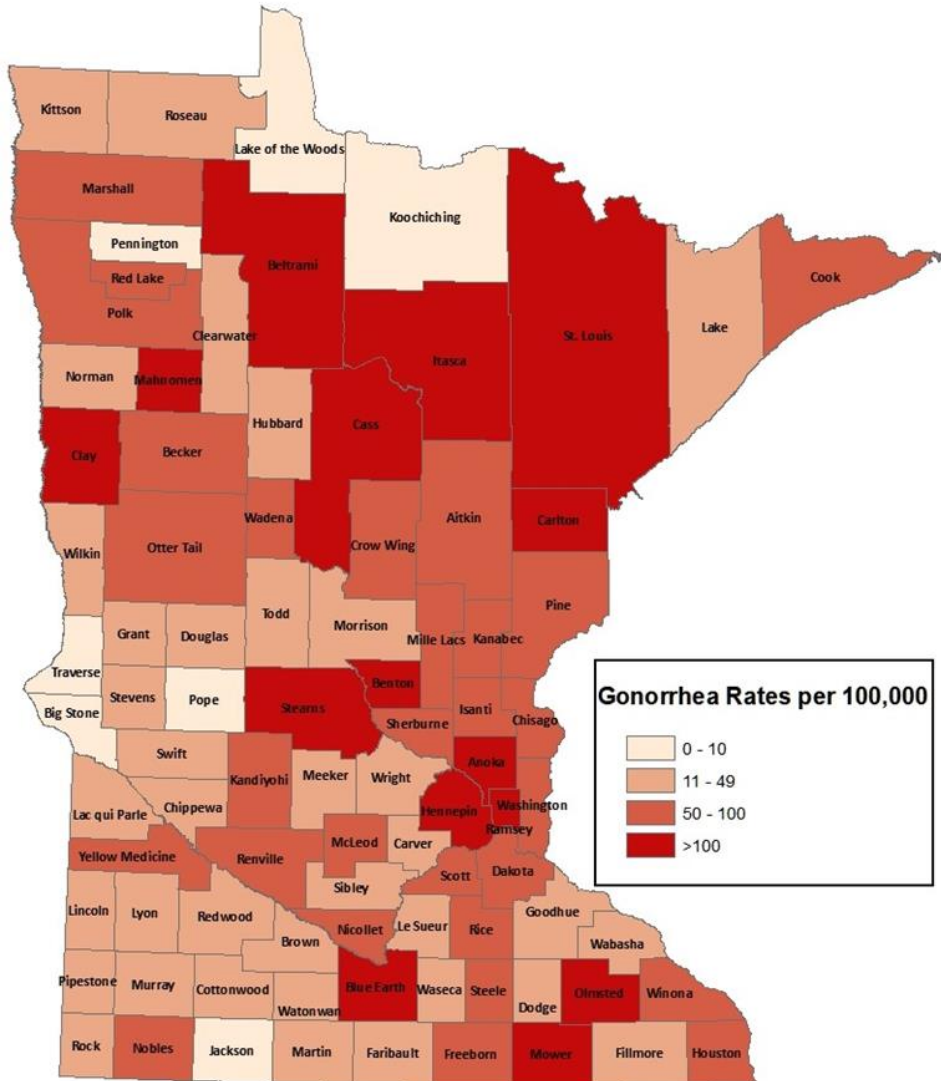 Kittson
Roseau
Lake of the Woods
Marshall
Koochiching
Pennington
Beltrami
Red Lake
Cook
Polk
Clearwater
Lake
St. Louis
Itasca
Norman
Mahnomen
Hubbard
Cass
Clay
Becker
Wadena
Aitkin
Carlton
Otter Tail
Crow Wing
Wilkin
Pine
Todd
Morrison
Grant
Douglas
Mille Lacs
Kanabec
Traverse
Stevens
Pope
Benton
Big Stone
Stearns
Isanti
Sherburne
Chisago
Swift
Anoka
Kandiyohi
Meeker
Wright
Washington
Chippewa
Hennepin
Lac qui Parle
Ramsey
McLeod
Carver
Yellow Medicine
Renville
Scott
Dakota
Sibley
Lincoln
Lyon
Redwood
Goodhue
Nicollet
Le Sueur
Rice
Brown
Wabasha
Pipestone
Murray
Cottonwood
Blue Earth
Waseca
Steele
Olmsted
Winona
Watonwan
Dodge
Rock
Nobles
Jackson
Martin
Faribault
Freeborn
Mower
Fillmore
Houston
Gonorrhea Rates per 100,000
0 - 10
11 - 49
50 - 100
>100